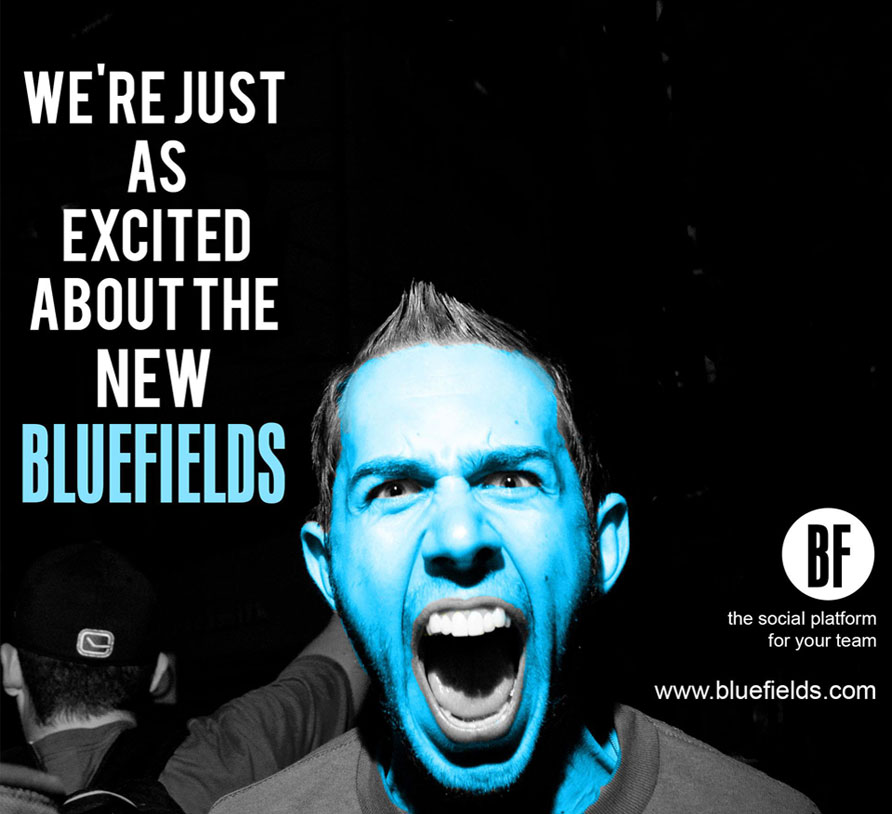 WE'RE JUST
AS
EXCITED
ABOUT THE
NEW
BLUEFIELDS
BF
the social platform
for your team
www.bluefields.com